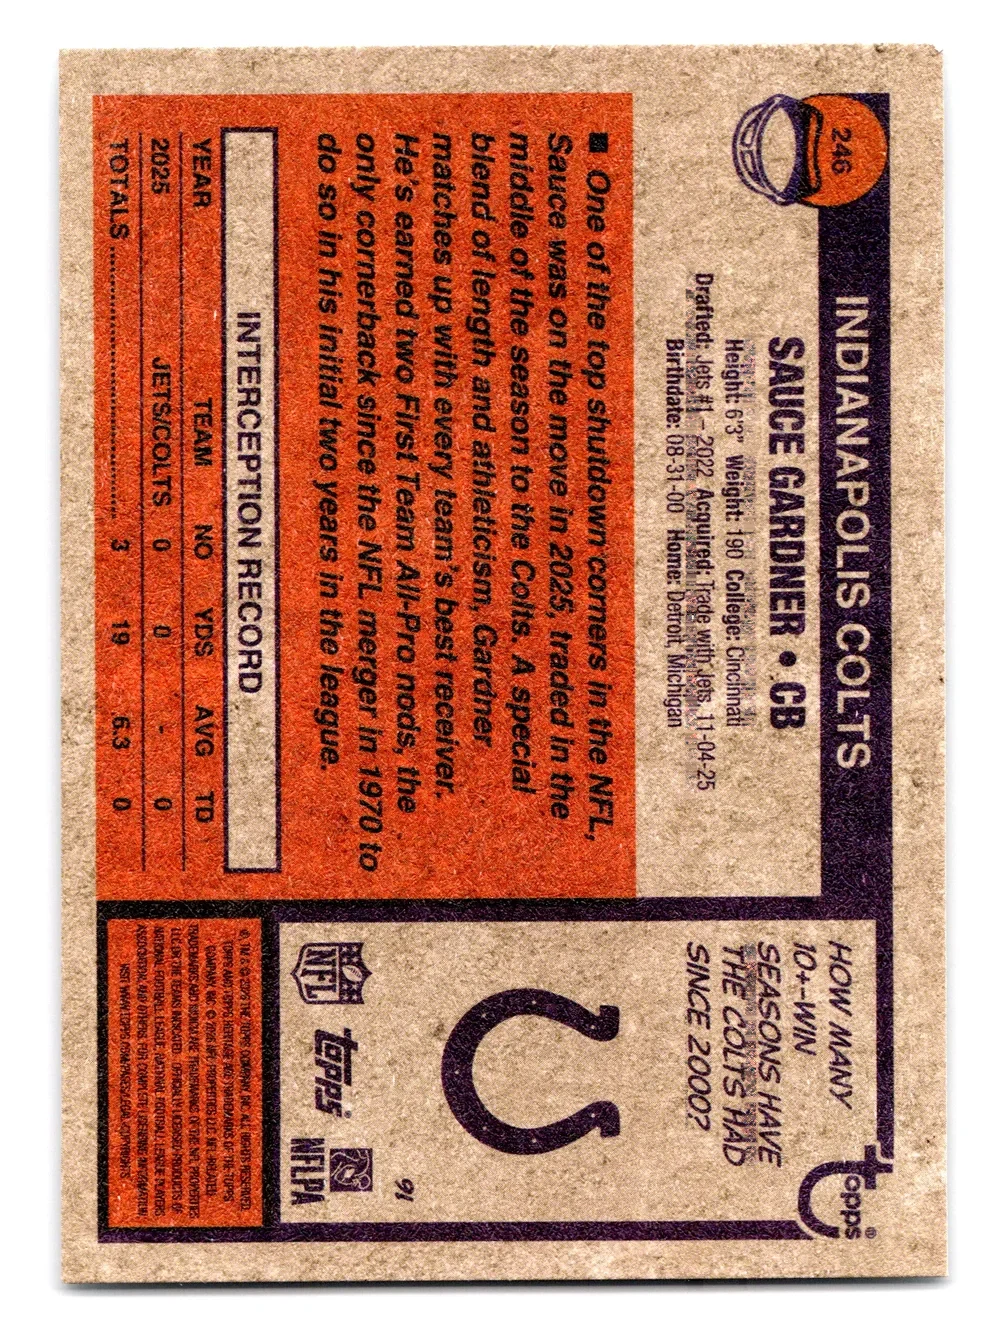 246
INDIANAPOLIS COLTS
SAUCE GARDNER • CB
Height: 6'3" Weight: 190 College: Cincinnati
Drafted: Jets #1 – 2022 Acquired: Trade with Jets, 11-04-25
Birthdate: 08-31-00 Home: Detroit, Michigan
■ One of the top shutdown corners in the NFL,
Sauce was on the move in 2025, traded in the
middle of the season to the Colts. A special
blend of length and athleticism, Gardner
matches up with every team's best receiver.
He's earned two First Team All-Pro nods, the
only cornerback since the NFL merger in 1970 to
do so in his initial two years in the league.
INTERCEPTION RECORD
YEAR TEAM NO YDS AVG TD
2025 JETS/COLTS 0 0 - 0
TOTALS 3 19 6.3 0
topps®
HOW MANY
10+-WIN
SEASONS HAVE
THE COLTS HAD
SINCE 2000?
16
NFL
topps
NFLPA